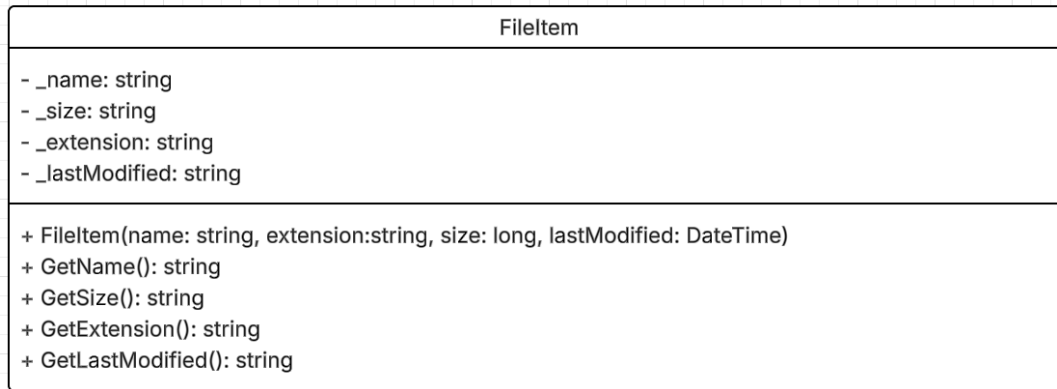 FileItem
- _name: string
- _size: string
- _extension: string
- _lastModified: string
+ FileItem(name: string, extension:string, size: long, lastModified: DateTime)
+ GetName(): string
+ GetSize(): string
+ GetExtension(): string
+ GetLastModified(): string